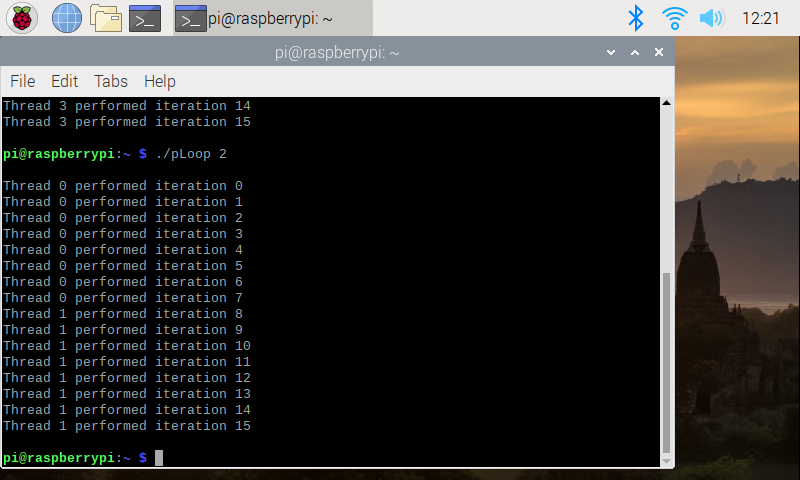 pi@raspberrypi: ~
12:21
pi@raspberrypi: ~
File Edit Tabs Help
Thread 3 performed iteration 14
Thread 3 performed iteration 15
pi@raspberrypi:~ $ ./pLoop 2
Thread 0 performed iteration 0
Thread 0 performed iteration 1
Thread 0 performed iteration 2
Thread 0 performed iteration 3
Thread 0 performed iteration 4
Thread 0 performed iteration 5
Thread 0 performed iteration 6
Thread 0 performed iteration 7
Thread 1 performed iteration 8
Thread 1 performed iteration 9
Thread 1 performed iteration 10
Thread 1 performed iteration 11
Thread 1 performed iteration 12
Thread 1 performed iteration 13
Thread 1 performed iteration 14
Thread 1 performed iteration 15
pi@raspberrypi:~ $